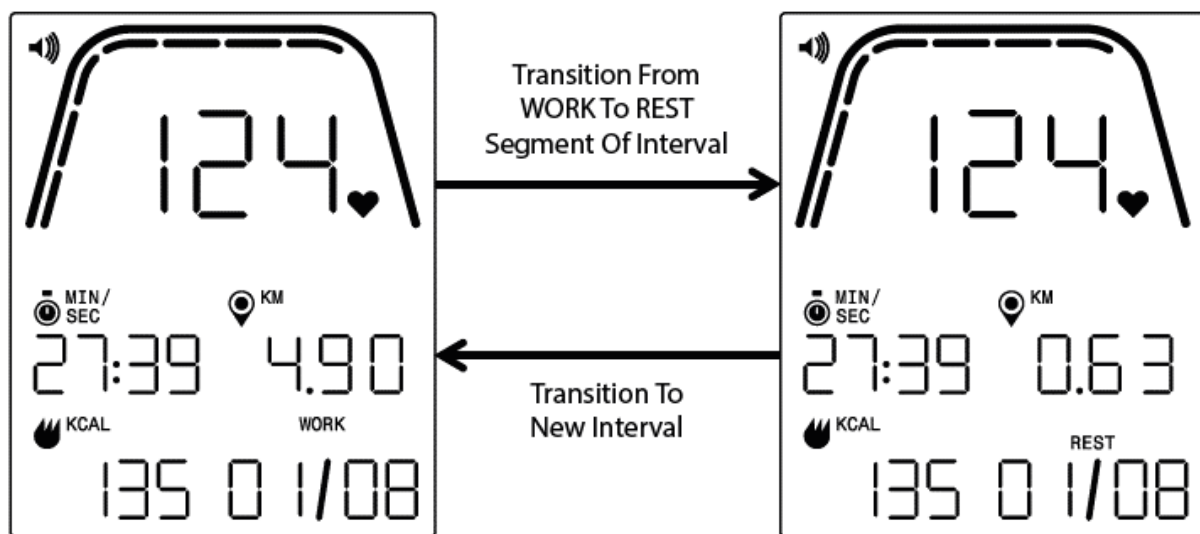 124
MIN/
SEC
KM
27:39
4.90
KCAL
WORK
135
01/08
Transition From
WORK To REST
Segment Of Interval
Transition To
New Interval
124
MIN/
SEC
KM
27:39
0.63
KCAL
REST
135
01/08